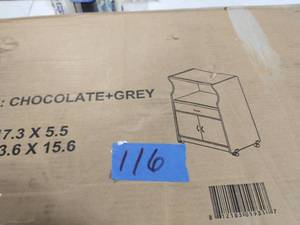 : CHOCOLATE+GREY
7.3 X 5.5
3.6 X 15.6
116